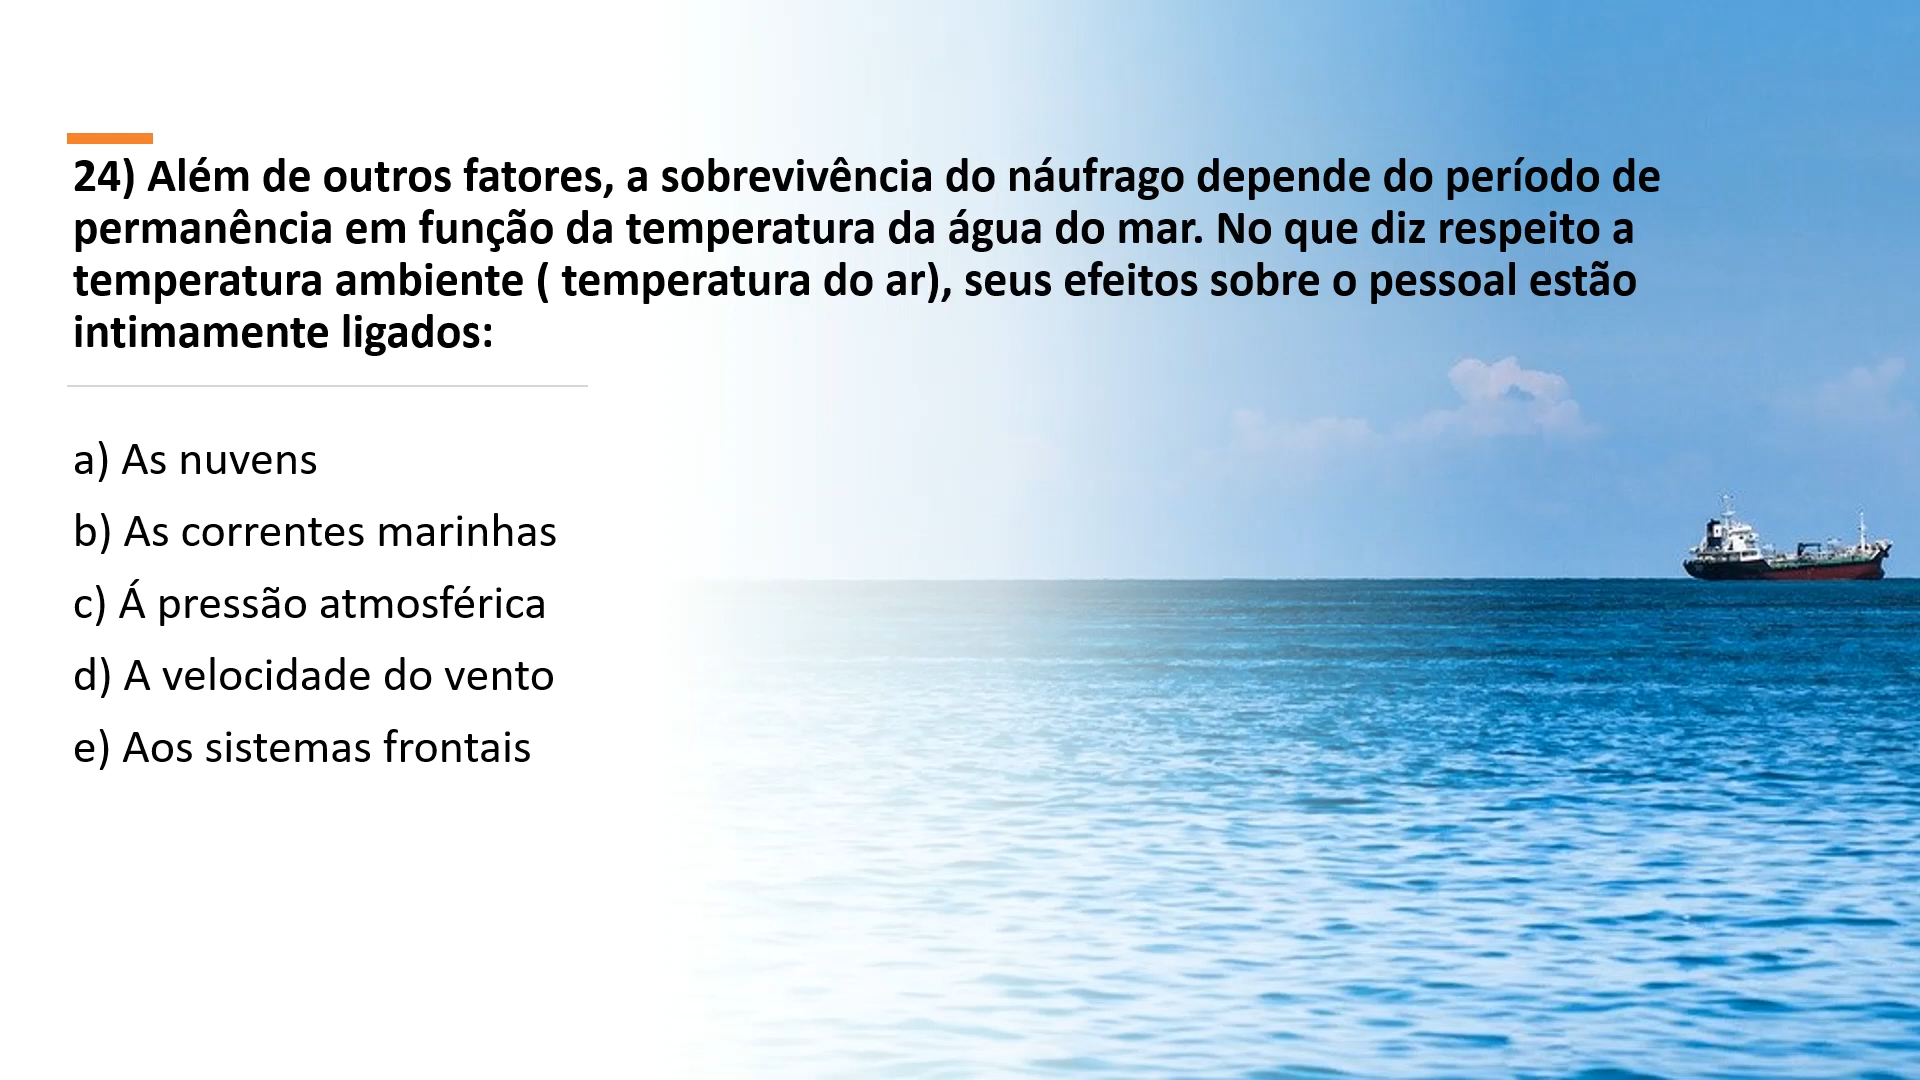 24) Além de outros fatores, a sobrevivência do náufrago depende do período de
permanência em função da temperatura da água do mar. No que diz respeito a
temperatura ambiente ( temperatura do ar), seus efeitos sobre o pessoal estão
intimamente ligados:
a) As nuvens
b) As correntes marinhas
c) Á pressão atmosférica
d) A velocidade do vento
e) Aos sistemas frontais